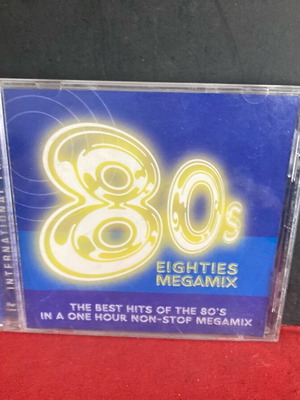 80s
EIGHTIES
MEGAMIX
THE BEST HITS OF THE 80'S
IN A ONE HOUR NON-STOP MEGAMIX
INTERNATIONAL